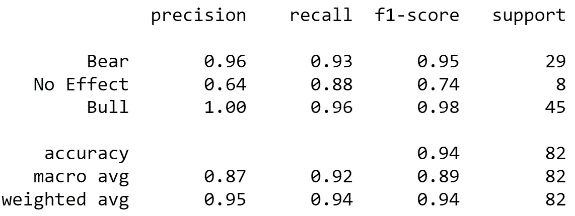 precision recall f1-score support
Bear 0.96 0.93 0.95 29
No Effect 0.64 0.88 0.74 8
Bull 1.00 0.96 0.98 45
accuracy 0.94 82
macro avg 0.87 0.92 0.89 82
weighted avg 0.95 0.94 0.94 82